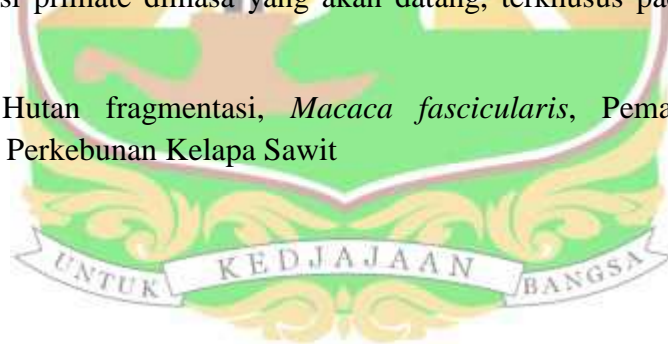 si primate dimasa yang akan datang, terkhusus pa
Hutan fragmentasi, Macaca fascicularis, Pema
Perkebunan Kelapa Sawit
UNTUK KEDJAJAAN BANGSA